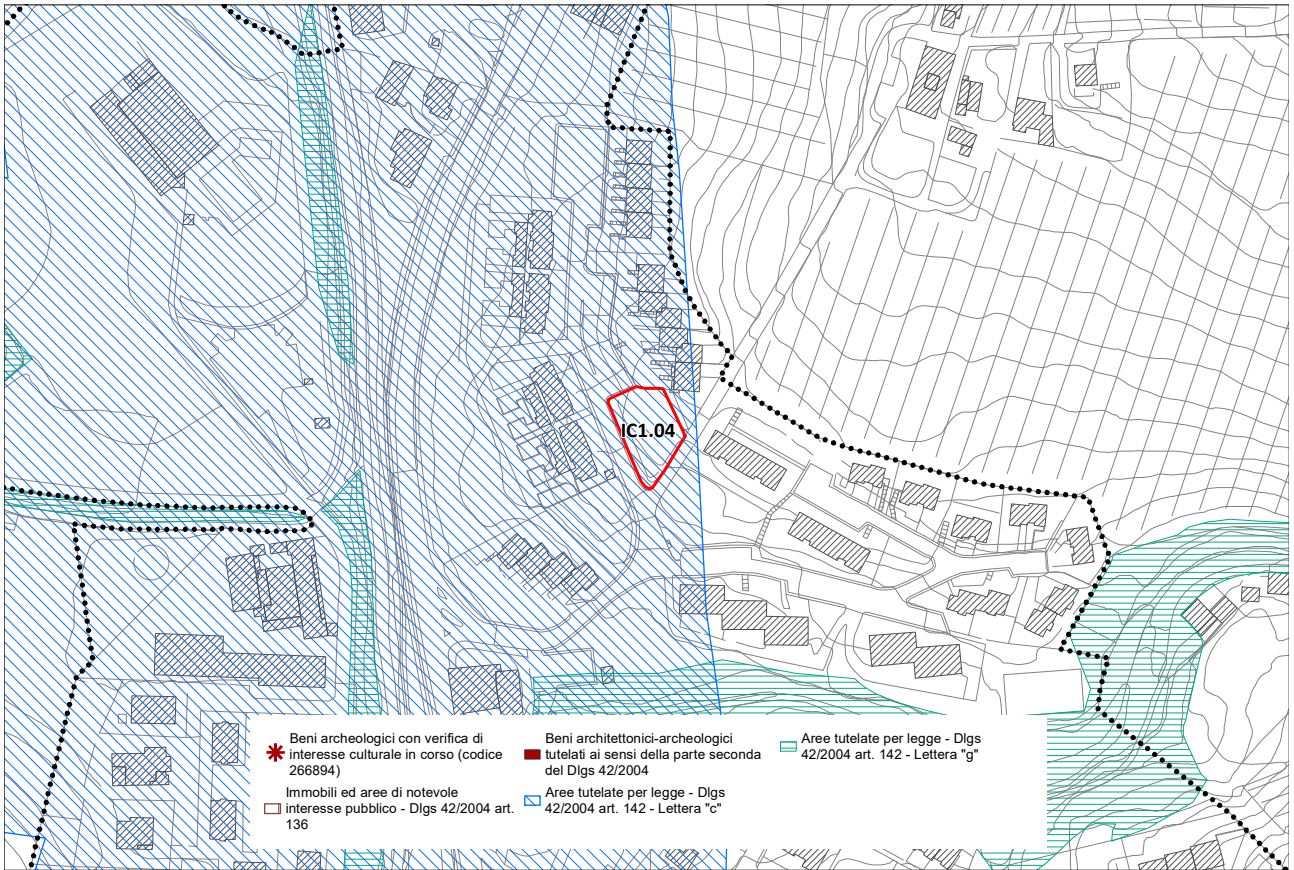 IC1.04
Beni archeologici con verifica di
interesse culturale in corso (codice
266894)
Immobili ed aree di notevole
interesse pubblico - Dlgs 42/2004 art.
136
Beni architettonici-archeologici
tutelati ai sensi della parte seconda
del Dlgs 42/2004
Aree tutelate per legge - Dlgs
42/2004 art. 142 - Lettera "c"
Aree tutelate per legge - Dlgs
42/2004 art. 142 - Lettera "g"